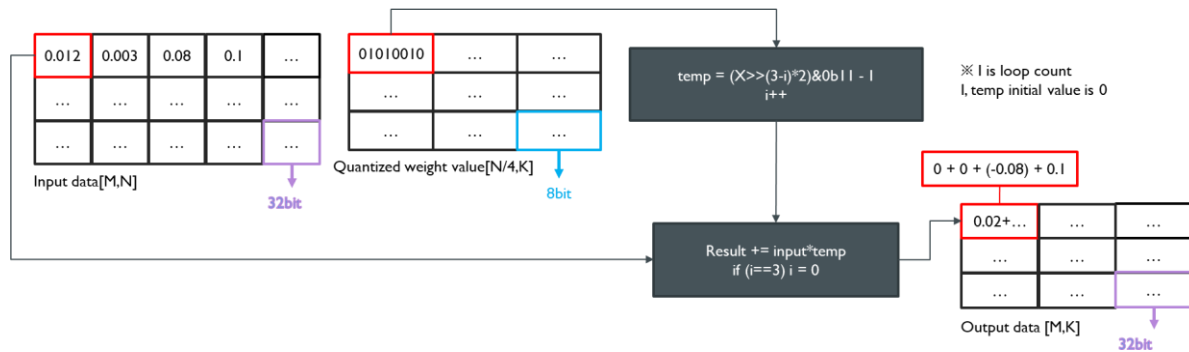 0.012 0.003 0.08 0.1 ...
... ... ... ... ...
... ... ... ... ...
Input data[M,N]
32bit
01010010 ... ...
... ... ...
... ... ...
Quantized weight value[N/4,K]
8bit
temp = (X>>(3-i)*2)&0b11 - 1
i++
※ I is loop count
I, temp initial value is 0
Result += input*temp
if (i==3) i = 0
0 + 0 + (-0.08) + 0.1
0.02+... ... ...
... ... ...
... ... ...
Output data [M,K]
32bit